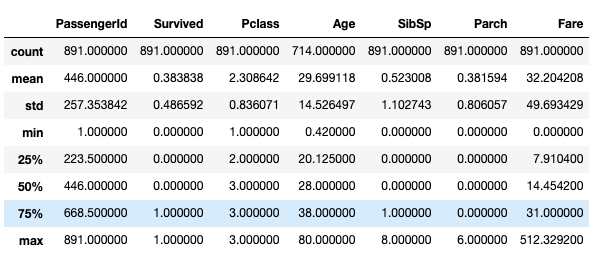 PassengerId Survived Pclass Age SibSp Parch Fare
count 891.000000 891.000000 891.000000 714.000000 891.000000 891.000000 891.000000
mean 446.000000 0.383838 2.308642 29.699118 0.523008 0.381594 32.204208
std 257.353842 0.486592 0.836071 14.526497 1.102743 0.806057 49.693429
min 1.000000 0.000000 1.000000 0.420000 0.000000 0.000000 0.000000
25% 223.500000 0.000000 2.000000 20.125000 0.000000 0.000000 7.910400
50% 446.000000 0.000000 3.000000 28.000000 0.000000 0.000000 14.454200
75% 668.500000 1.000000 3.000000 38.000000 1.000000 0.000000 31.000000
max 891.000000 1.000000 3.000000 80.000000 8.000000 6.000000 512.329200